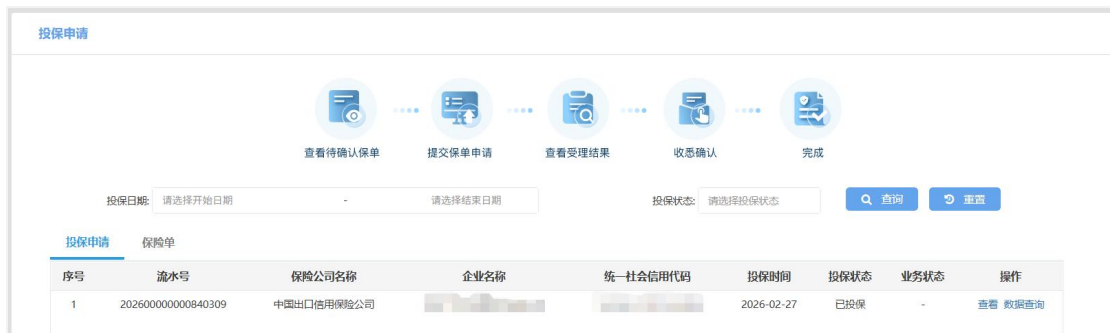 投保申请
查看待确认保单 提交保单申请 查看受理结果 收悉确认 完成
投保日期: 请选择开始日期 - 请选择结束日期 投保状态: 请选择投保状态 查询 重置
投保申请 保险单
序号 流水号 保险公司名称 企业名称 统一社会信用代码 投保时间 投保状态 业务状态 操作
1 202600000000840309 中国出口信用保险公司 2026-02-27 已投保 - 查看 数据查询